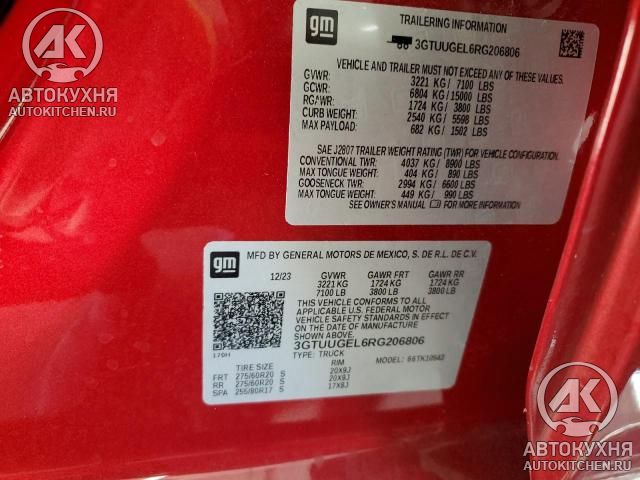 gm
TRAILERING INFORMATION
3GTUUGEL6RG206806
VEHICLE AND TRAILER MUST NOT EXCEED ANY OF THESE VALUES.
GVWR: 3221 KG/ 7100 LBS
GCWR: 6804 KG/ 15000 LBS
RGAWR: 1724 KG/ 3800 LBS
CURB WEIGHT: 2540 KG/ 5598 LBS
MAX PAYLOAD: 682 KG/ 1502 LBS
SAE J2807 TRAILER WEIGHT RATING (TWR) FOR VEHICLE CONFIGURATION.
CONVENTIONAL TWR: 4037 KG/ 8900 LBS
MAX TONGUE WEIGHT: 404 KG/ 890 LBS
GOOSENECK TWR: 2994 KG/ 6600 LBS
MAX TONGUE WEIGHT: 449 KG/ 990 LBS
SEE OWNER'S MANUAL FOR MORE INFORMATION
gm
MFD BY GENERAL MOTORS DE MEXICO, S. DE R.L. DE C.V.
12/23 GVWR GAWR FRT GAWR RR
3221 KG 1724 KG 1724 KG
7100 LB 3800 LB 3800 LB
THIS VEHICLE CONFORMS TO ALL
APPLICABLE U.S. FEDERAL MOTOR
VEHICLE SAFETY STANDARDS IN EFFECT
ON THE DATE OF MANUFACTURE
SHOWN ABOVE.
3GTUUGEL6RG206806
TYPE: TRUCK MODEL: 66TK10543
179H
TIRE SIZE RIM
FRT 275/60R20 S 20X9J
RR 275/60R20 S 20X9J
SPA 255/80R17 S 17X8J
АК
АВТОКУХНЯ
AUTOKITCHEN.RU
АК
АВТОКУХНЯ
AUTOKITCHEN.RU